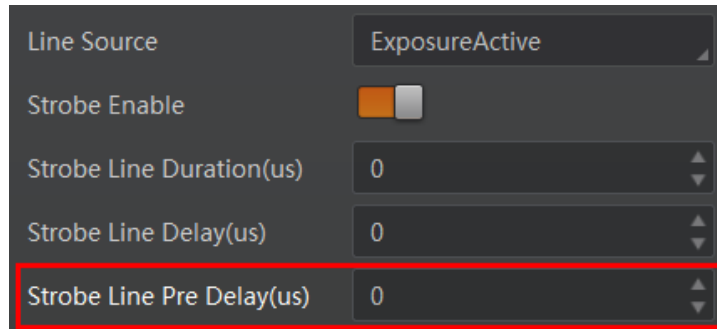 Line Source ExposureActive
Strobe Enable
Strobe Line Duration(us) 0
Strobe Line Delay(us) 0
Strobe Line Pre Delay(us) 0